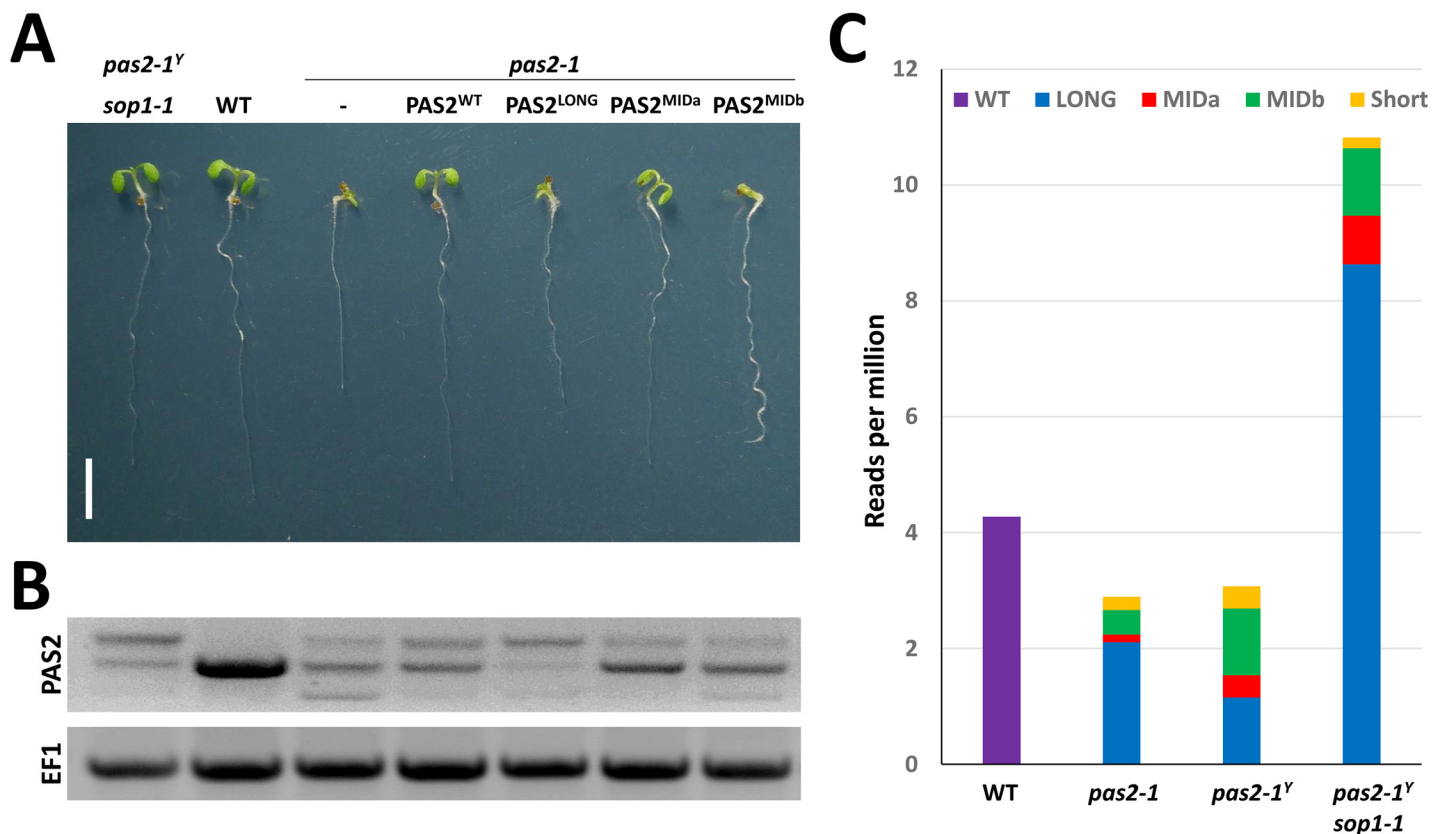 A
pas2-1ʸ
pas2-1
sop1-1 WT - PAS2ᵂᵀ PAS2ᴸᴼᴺᴳ PAS2ᴹᴵᴰᵃ PAS2ᴹᴵᴰᵇ
B
PAS2
EF1
C
12
WT LONG MIDa MIDb Short
10
8
6
4
2
0
Reads per million
WT pas2-1 pas2-1ʸ pas2-1ʸ
sop1-1